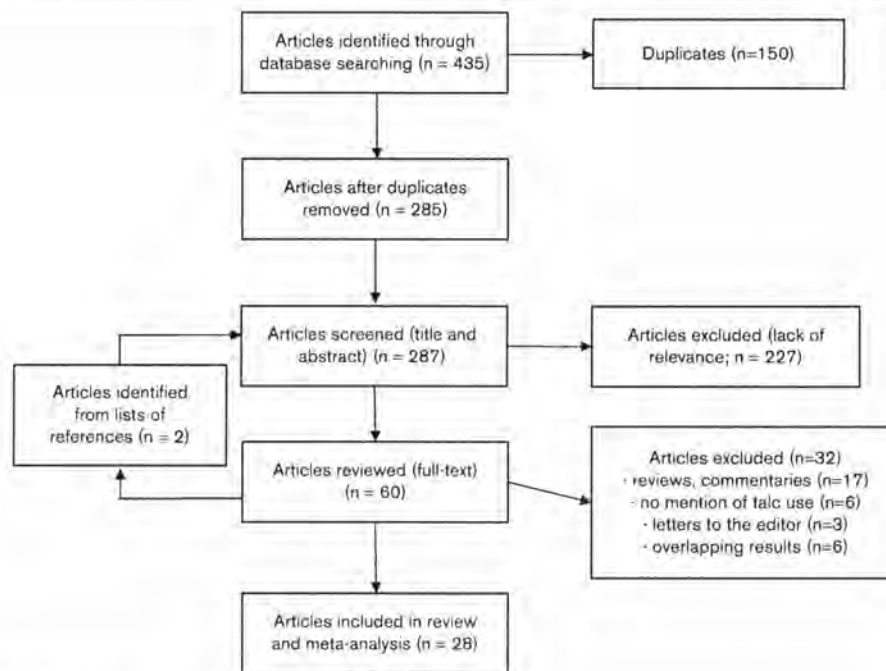 Articles identified through
database searching (n = 435)
Duplicates (n=150)
Articles after duplicates
removed (n = 285)
Articles screened (title and
abstract) (n = 287)
Articles excluded (lack of
relevance; n = 227)
Articles identified
from lists of
references (n = 2)
Articles reviewed (full-text)
(n = 60)
Articles excluded (n=32)
- reviews, commentaries (n=17)
- no mention of talc use (n=6)
- letters to the editor (n=3)
- overlapping results (n=6)
Articles included in review
and meta-analysis (n = 28)